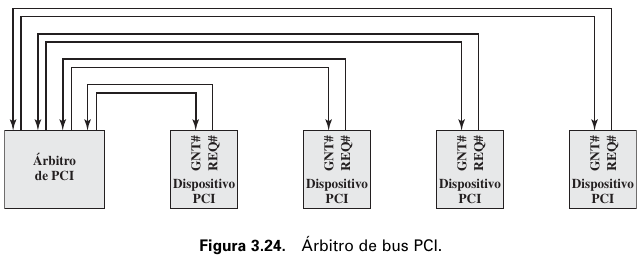 Árbitro
de PCI
GNT#
REQ#
Dispositivo
PCI
GNT#
REQ#
Dispositivo
PCI
GNT#
REQ#
Dispositivo
PCI
GNT#
REQ#
Dispositivo
PCI
Figura 3.24. Árbitro de bus PCI.